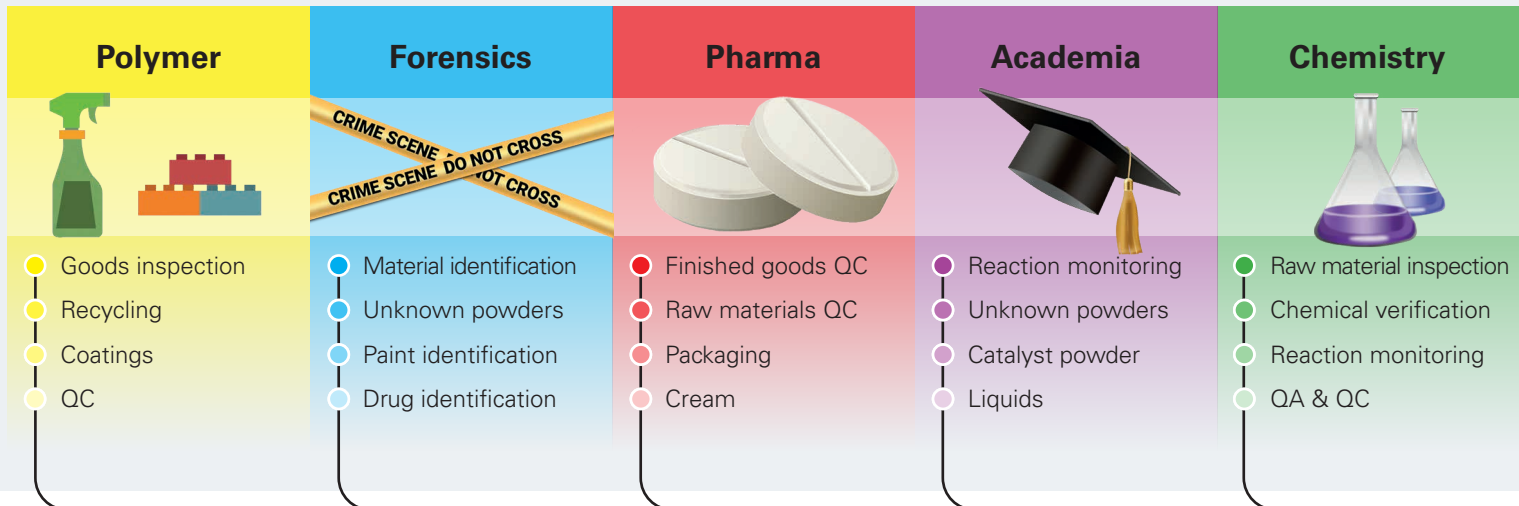 Polymer
Forensics
Pharma
Academia
Chemistry
CRIME SCENE DO NOT CROSS
CRIME SCENE NOT CROSS
Goods inspection
Recycling
Coatings
QC
Material identification
Unknown powders
Paint identification
Drug identification
Finished goods QC
Raw materials QC
Packaging
Cream
Reaction monitoring
Unknown powders
Catalyst powder
Liquids
Raw material inspection
Chemical verification
Reaction monitoring
QA & QC